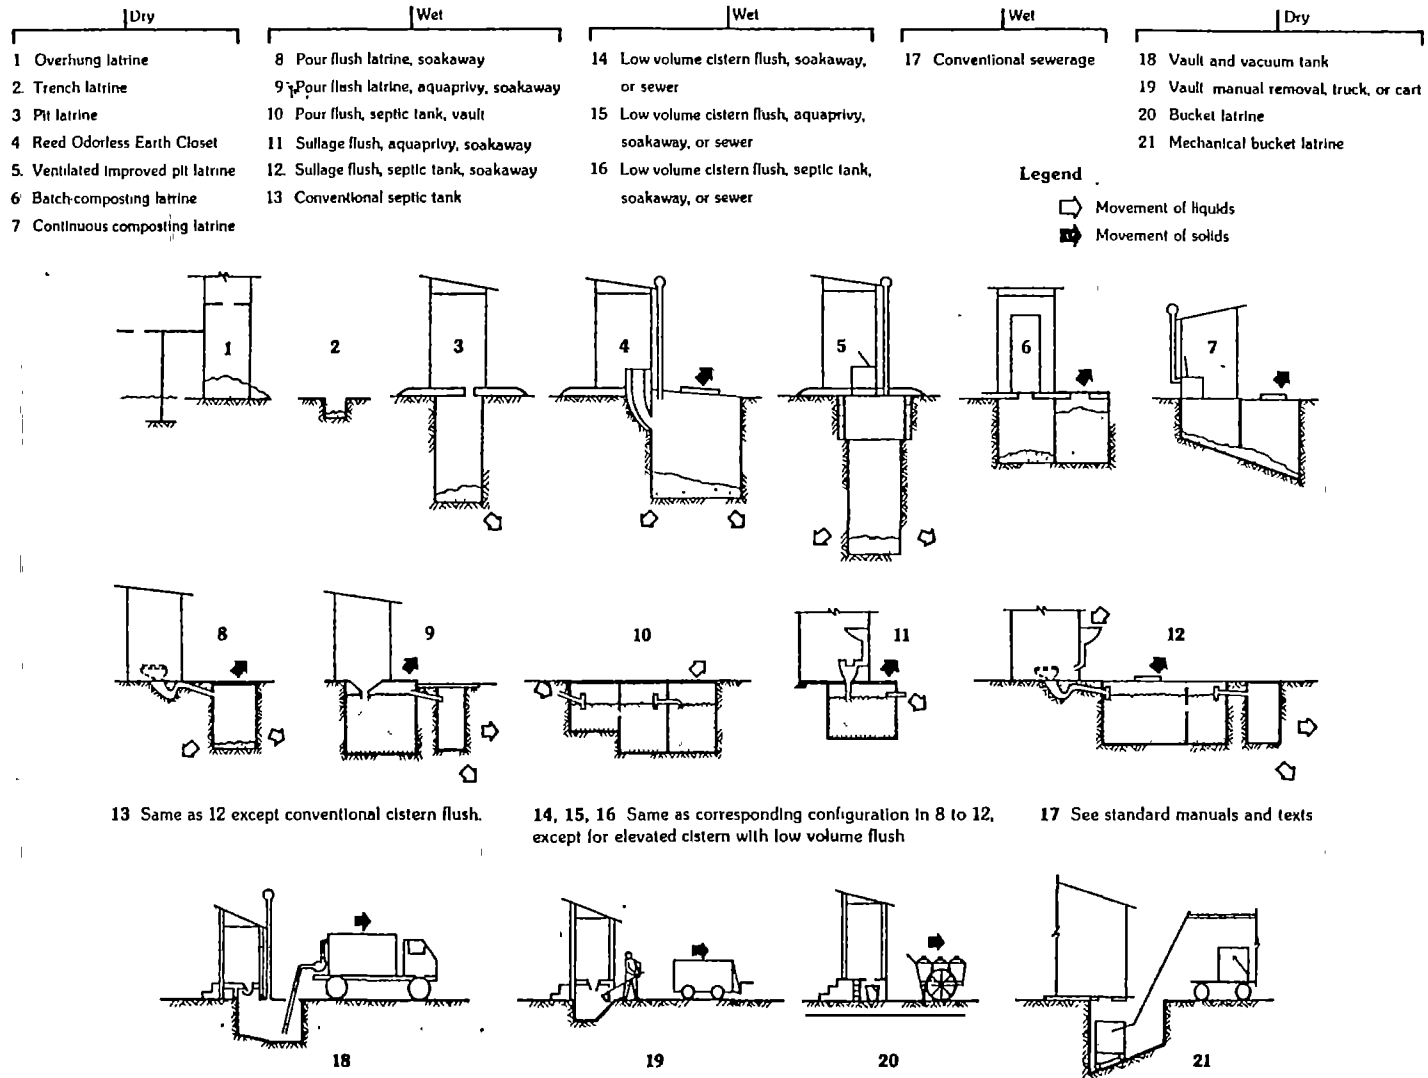 Dry
1 Overhung latrine
2. Trench latrine
3 Pit latrine
4 Reed Odorless Earth Closet
5. Ventilated improved pit latrine
6 Batch-composting latrine
7 Continuous composting latrine
Wet
8 Pour flush latrine, soakaway
9 Pour flush latrine, aquaprivy, soakaway
10 Pour flush, septic tank, vault
11 Sullage flush, aquaprivy, soakaway
12. Sullage flush, septic tank, soakaway
13 Conventional septic tank
Wet
14 Low volume cistern flush, soakaway,
or sewer
15 Low volume cistern flush, aquaprivy,
soakaway, or sewer
16 Low volume cistern flush, septic tank,
soakaway, or sewer
Wet
17 Conventional sewerage
Dry
18 Vault and vacuum tank
19 Vault manual removal, truck, or cart
20 Bucket latrine
21 Mechanical bucket latrine
Legend
Movement of liquids
Movement of solids
1
2
3
4
5
6
7
8
9
10
11
12
13 Same as 12 except conventional cistern flush.
14, 15, 16 Same as corresponding configuration in 8 to 12,
except for elevated cistern with low volume flush
17 See standard manuals and texts
18
19
20
21